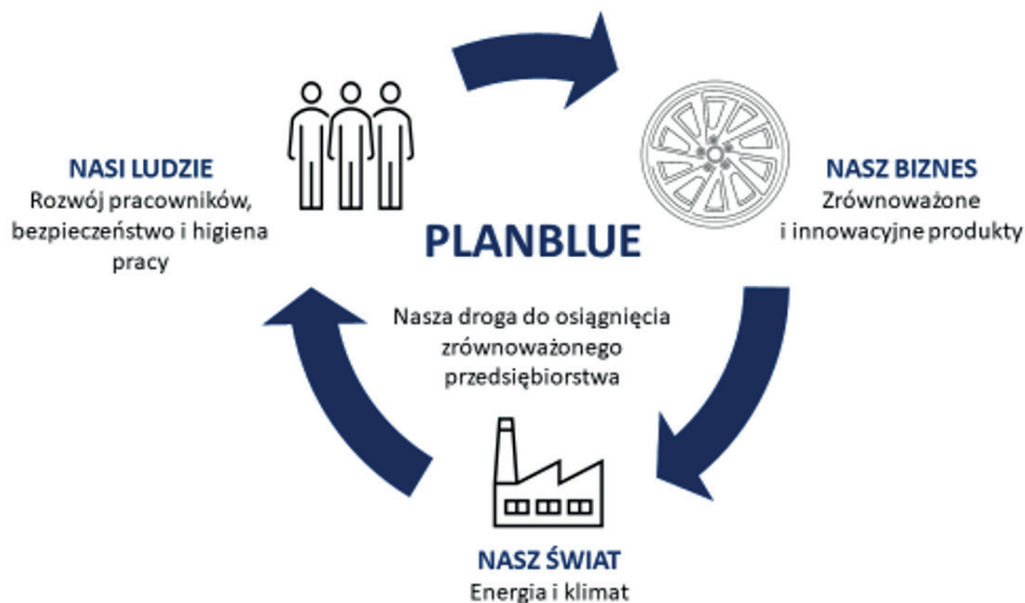 NASI LUDZIE
Rozwój pracowników,
bezpieczeństwo i higiena
pracy
NASZ BIZNES
Zrównoważone
i innowacyjne produkty
PLANBLUE
Nasza droga do osiągnięcia
zrównoważonego
przedsiębiorstwa
NASZ ŚWIAT
Energia i klimat